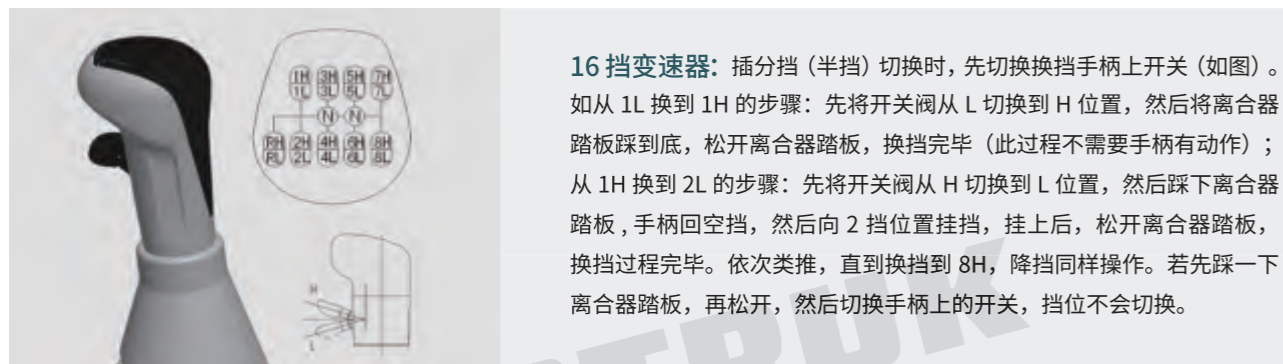 1H 3H 5H 7H
1L 3L 5L 7L
N N
RH 2H 4H 6H 8H
RL 2L 4L 6L 8L
H
L
16 挡变速器：插分挡（半挡）切换时，先切换换挡手柄上开关（如图）。
如从 1L 换到 1H 的步骤：先将开关阀从 L 切换到 H 位置，然后将离合器
踏板踩到底，松开离合器踏板，换挡完毕（此过程不需要手柄有动作）；
从 1H 换到 2L 的步骤：先将开关阀从 H 切换到 L 位置，然后踩下离合器
踏板 , 手柄回空挡，然后向 2 挡位置挂挡，挂上后，松开离合器踏板，
换挡过程完毕。依次类推，直到换挡到 8H，降挡同样操作。若先踩一下
离合器踏板，再松开，然后切换手柄上的开关，挡位不会切换。